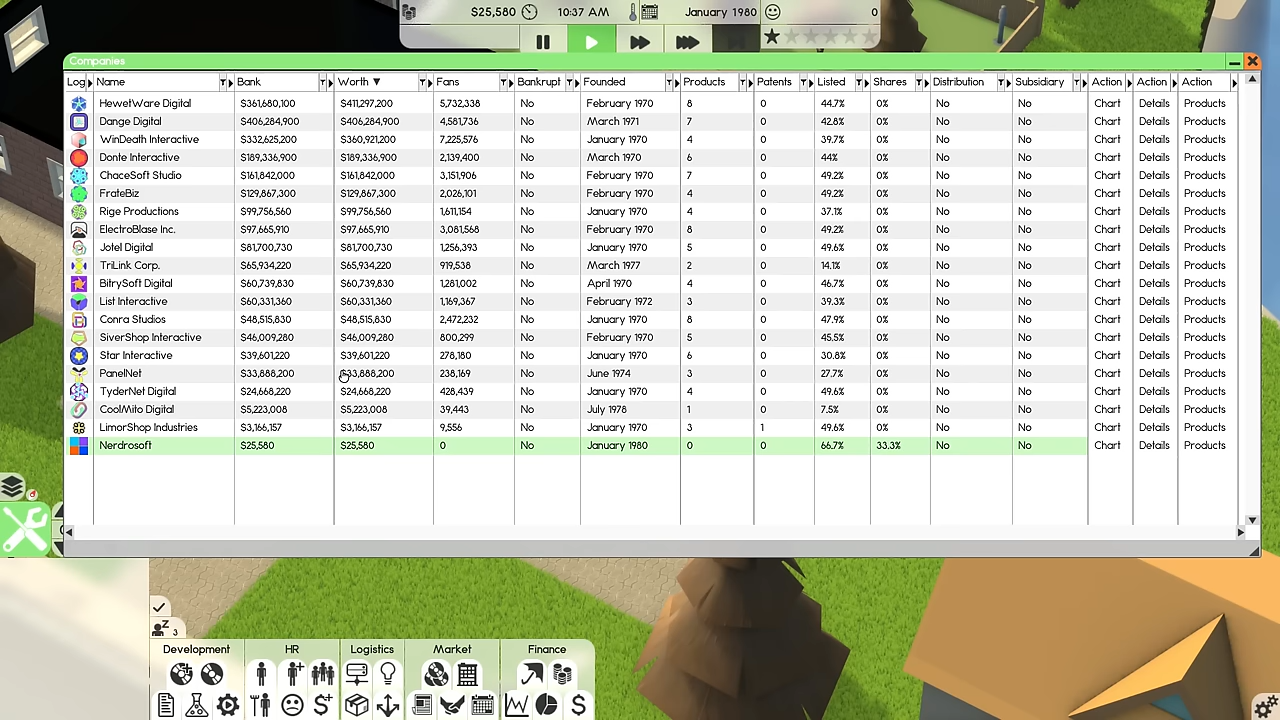 $25,580 10:37 AM January 1980 0
Companies
Log Name Bank Worth ▼ Fans Bankrupt Founded Products Patents Listed Shares Distribution Subsidiary Action Action Action
HewetWare Digital $361,680,100 $411,297,200 5,732,338 No February 1970 8 0 44.7% 0% No No Chart Details Products
Dange Digital $406,284,900 $406,284,900 4,581,736 No March 1971 7 0 42.8% 0% No No Chart Details Products
WinDeath Interactive $332,625,200 $360,921,200 7,225,576 No January 1970 4 0 39.7% 0% No No Chart Details Products
Donte Interactive $189,336,900 $189,336,900 2,139,400 No March 1970 6 0 44% 0% No No Chart Details Products
ChaceSoft Studio $161,842,000 $161,842,000 3,151,906 No February 1970 7 0 49.2% 0% No No Chart Details Products
FrateBiz $129,867,300 $129,867,300 2,026,101 No February 1970 4 0 49.2% 0% No No Chart Details Products
Rige Productions $99,756,560 $99,756,560 1,611,154 No January 1970 4 0 37.1% 0% No No Chart Details Products
ElectroBlase Inc. $97,665,910 $97,665,910 3,081,568 No February 1970 8 0 49.2% 0% No No Chart Details Products
Jotel Digital $81,700,730 $81,700,730 1,256,393 No January 1970 5 0 49.6% 0% No No Chart Details Products
TriLink Corp. $65,934,220 $65,934,220 919,538 No March 1977 2 0 14.1% 0% No No Chart Details Products
BitrySoft Digital $60,739,830 $60,739,830 1,281,002 No April 1970 4 0 46.7% 0% No No Chart Details Products
List Interactive $60,331,360 $60,331,360 1,169,367 No February 1972 3 0 39.3% 0% No No Chart Details Products
Conra Studios $48,515,830 $48,515,830 2,472,232 No January 1970 8 0 47.9% 0% No No Chart Details Products
SiverShop Interactive $46,009,280 $46,009,280 800,299 No February 1970 5 0 45.5% 0% No No Chart Details Products
Star Interactive $39,601,220 $39,601,220 278,180 No January 1970 6 0 30.8% 0% No No Chart Details Products
PanelNet $33,888,200 $33,888,200 238,169 No June 1974 3 0 27.7% 0% No No Chart Details Products
TyderNet Digital $24,668,220 $24,668,220 428,439 No January 1970 4 0 49.6% 0% No No Chart Details Products
CoolMito Digital $5,223,008 $5,223,008 39,443 No July 1978 1 0 7.5% 0% No No Chart Details Products
LimorShop Industries $3,166,157 $3,166,157 9,556 No January 1970 3 1 49.6% 0% No No Chart Details Products
Nerdrosoft $25,580 $25,580 0 No January 1980 0 0 66.7% 33.3% No No Chart Details Products
3
Development HR Logistics Market Finance